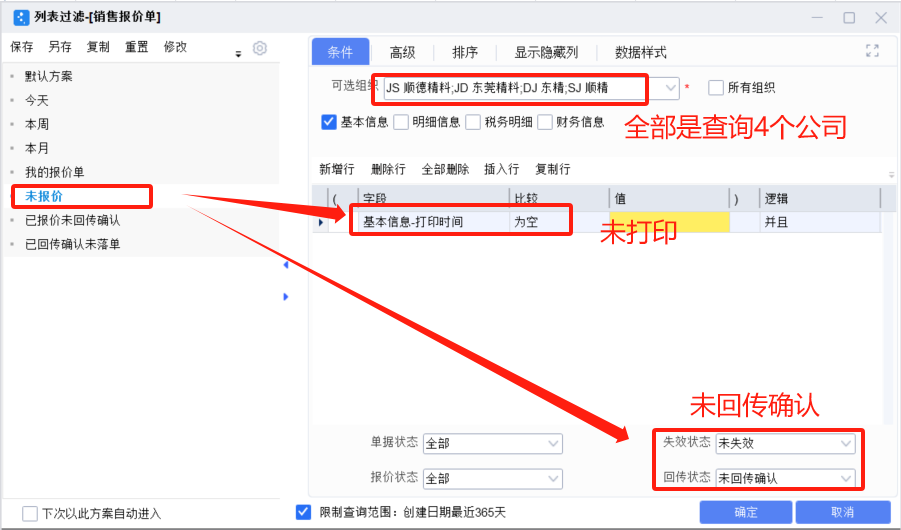 列表过滤-[销售报价单]
保存 另存 复制 重置 修改
默认方案
今天
本周
本月
我的报价单
未报价
已报价未回传确认
已回传确认未落单
下次以此方案自动进入
条件 高级 排序 显示隐藏列 数据样式
可选组织 JS 顺德精料;JD 东莞精料;DJ 东精;SJ 顺精 * 所有组织
基本信息 明细信息 税务明细 财务信息
全部是查询4个公司
新增行 删除行 全部删除 插入行 复制行
( 字段 比较 值 ) 逻辑
基本信息-打印时间 为空 并且
未打印
未回传确认
单据状态 全部 失效状态 未失效
报价状态 全部 回传状态 未回传确认
限制查询范围：创建日期最近365天
确定 取消